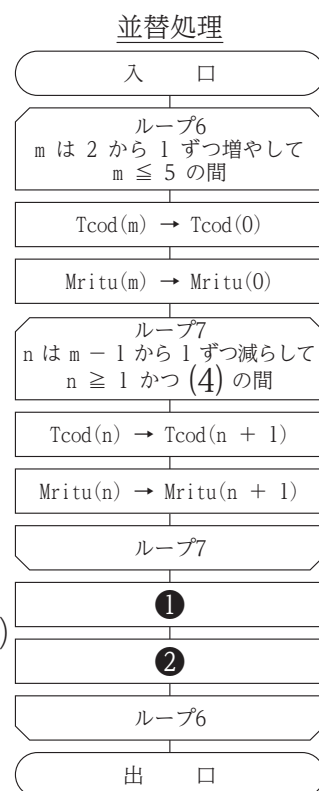 並替処理
入 口
ループ6
m は 2 から 1 ずつ増やして
m ≦ 5 の間
Tcod(m) → Tcod(0)
Mritu(m) → Mritu(0)
ループ7
n は m － 1 から 1 ずつ減らして
n ≧ 1 かつ (4) の間
Tcod(n) → Tcod(n + 1)
Mritu(n) → Mritu(n + 1)
ループ7
❶
)
❷
ループ6
出 口